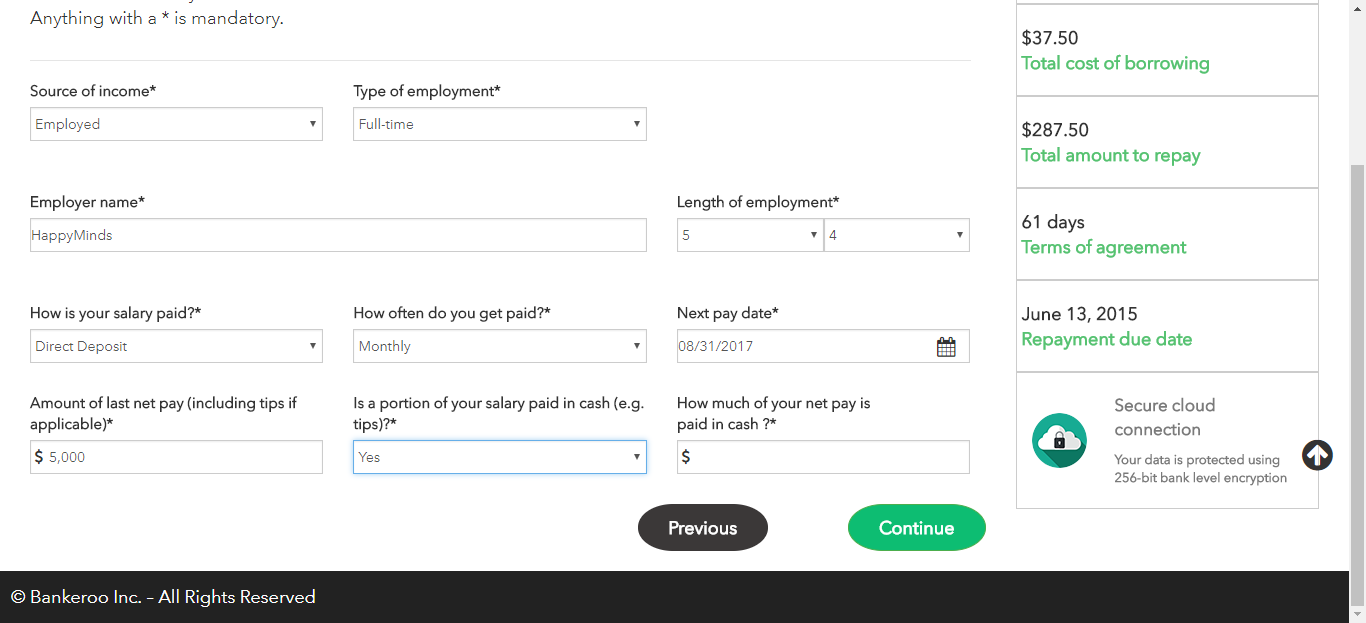 Anything with a * is mandatory.
Source of income*
Type of employment*
Employed
Full-time
Employer name*
Length of employment*
HappyMinds
5
4
How is your salary paid?*
How often do you get paid?*
Next pay date*
Direct Deposit
Monthly
08/31/2017
Amount of last net pay (including tips if
applicable)*
Is a portion of your salary paid in cash (e.g.
tips)?*
How much of your net pay is
paid in cash ?*
$ 5,000
Yes
$
Previous
Continue
$37.50
Total cost of borrowing
$287.50
Total amount to repay
61 days
Terms of agreement
June 13, 2015
Repayment due date
Secure cloud
connection
Your data is protected using
256-bit bank level encryption
© Bankeroo Inc. – All Rights Reserved